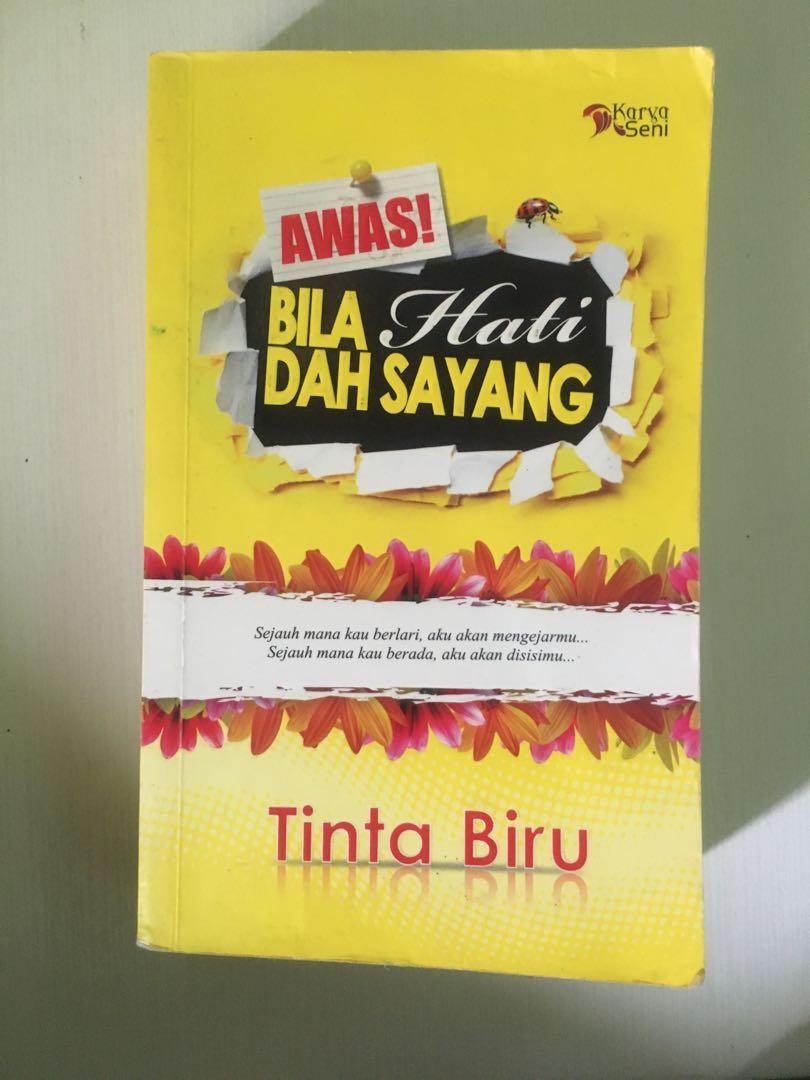 Karya
Seni
AWAS!
BILA Hati
DAH SAYANG
Sejauh mana kau berlari, aku akan mengejarmu...
Sejauh mana kau berada, aku akan disisimu...
Tinta Biru